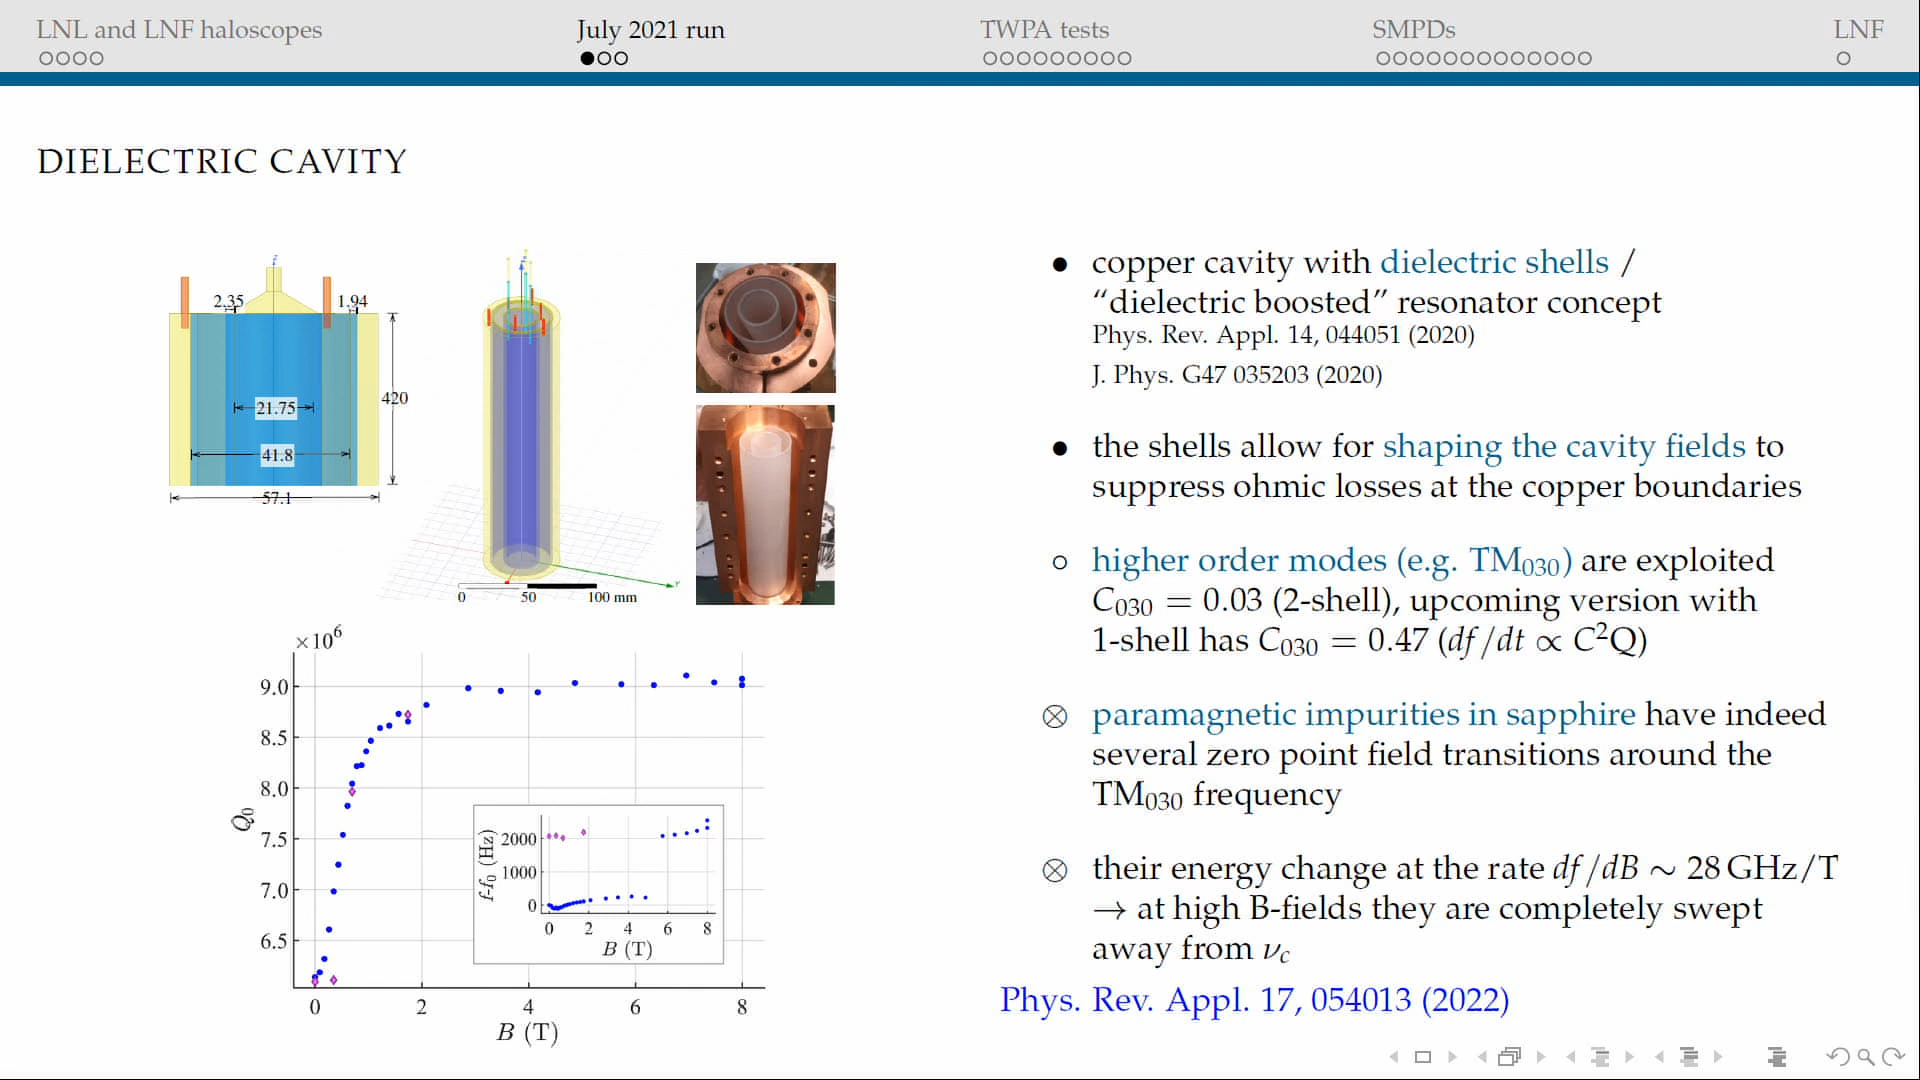 LNL and LNF haloscopes
July 2021 run
TWPA tests
SMPDs
LNF
DIELECTRIC CAVITY
2.35
1.94
21.75
420
41.8
57.1
z
Y
0 50 100 mm
• copper cavity with dielectric shells /
“dielectric boosted” resonator concept
Phys. Rev. Appl. 14, 044051 (2020)
J. Phys. G47 035203 (2020)
• the shells allow for shaping the cavity fields to
suppress ohmic losses at the copper boundaries
○ higher order modes (e.g. TM₀₃₀) are exploited
C₀₃₀ = 0.03 (2-shell), upcoming version with
1-shell has C₀₃₀ = 0.47 (df/dt ∝ C²Q)
⊗ paramagnetic impurities in sapphire have indeed
several zero point field transitions around the
TM₀₃₀ frequency
⊗ their energy change at the rate df/dB ∼ 28 GHz/T
→ at high B-fields they are completely swept
away from νc
Phys. Rev. Appl. 17, 054013 (2022)
×10⁶
9.0
8.5
8.0
7.5
7.0
6.5
Q₀
0 2 4 6 8
B (T)
f-f₀ (Hz)
2000
1000
0
0 2 4 6 8
B (T)